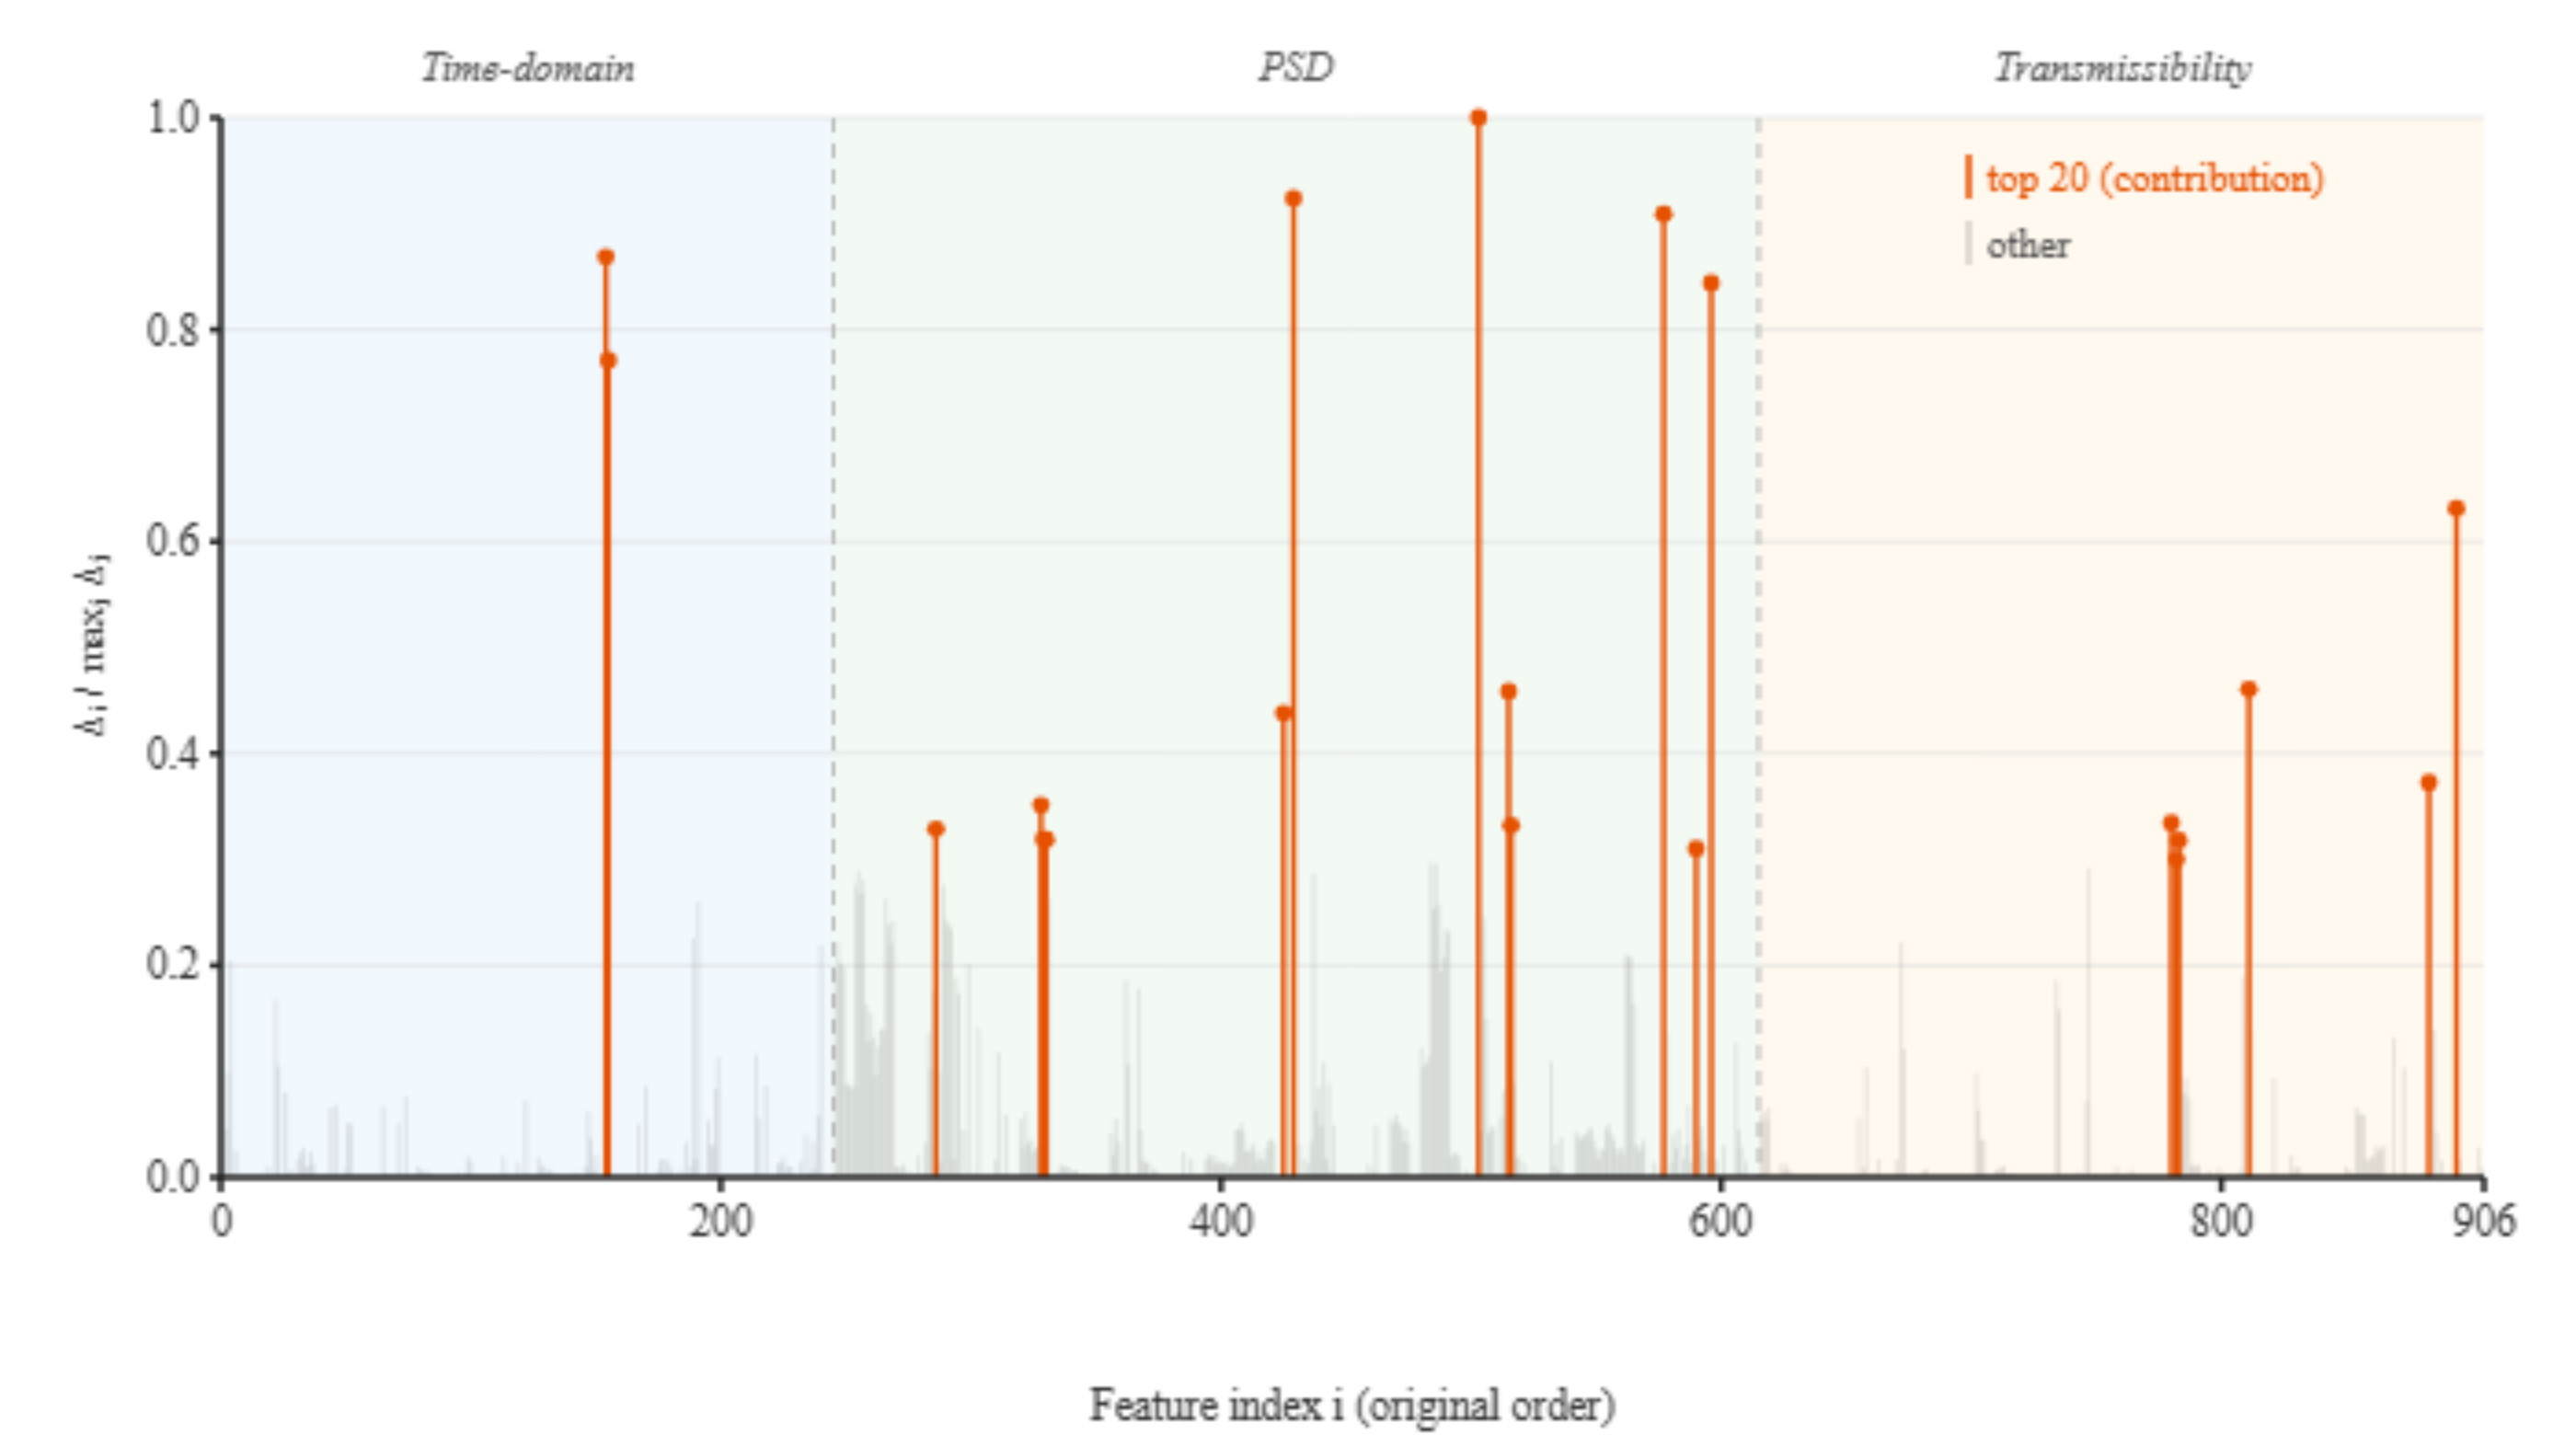 Time-domain PSD Transmissibility
1.0
0.8
0.6
0.4
0.2
0.0
Δi / maxj Δj
top 20 (contribution)
other
0 200 400 600 800 906
Feature index i (original order)